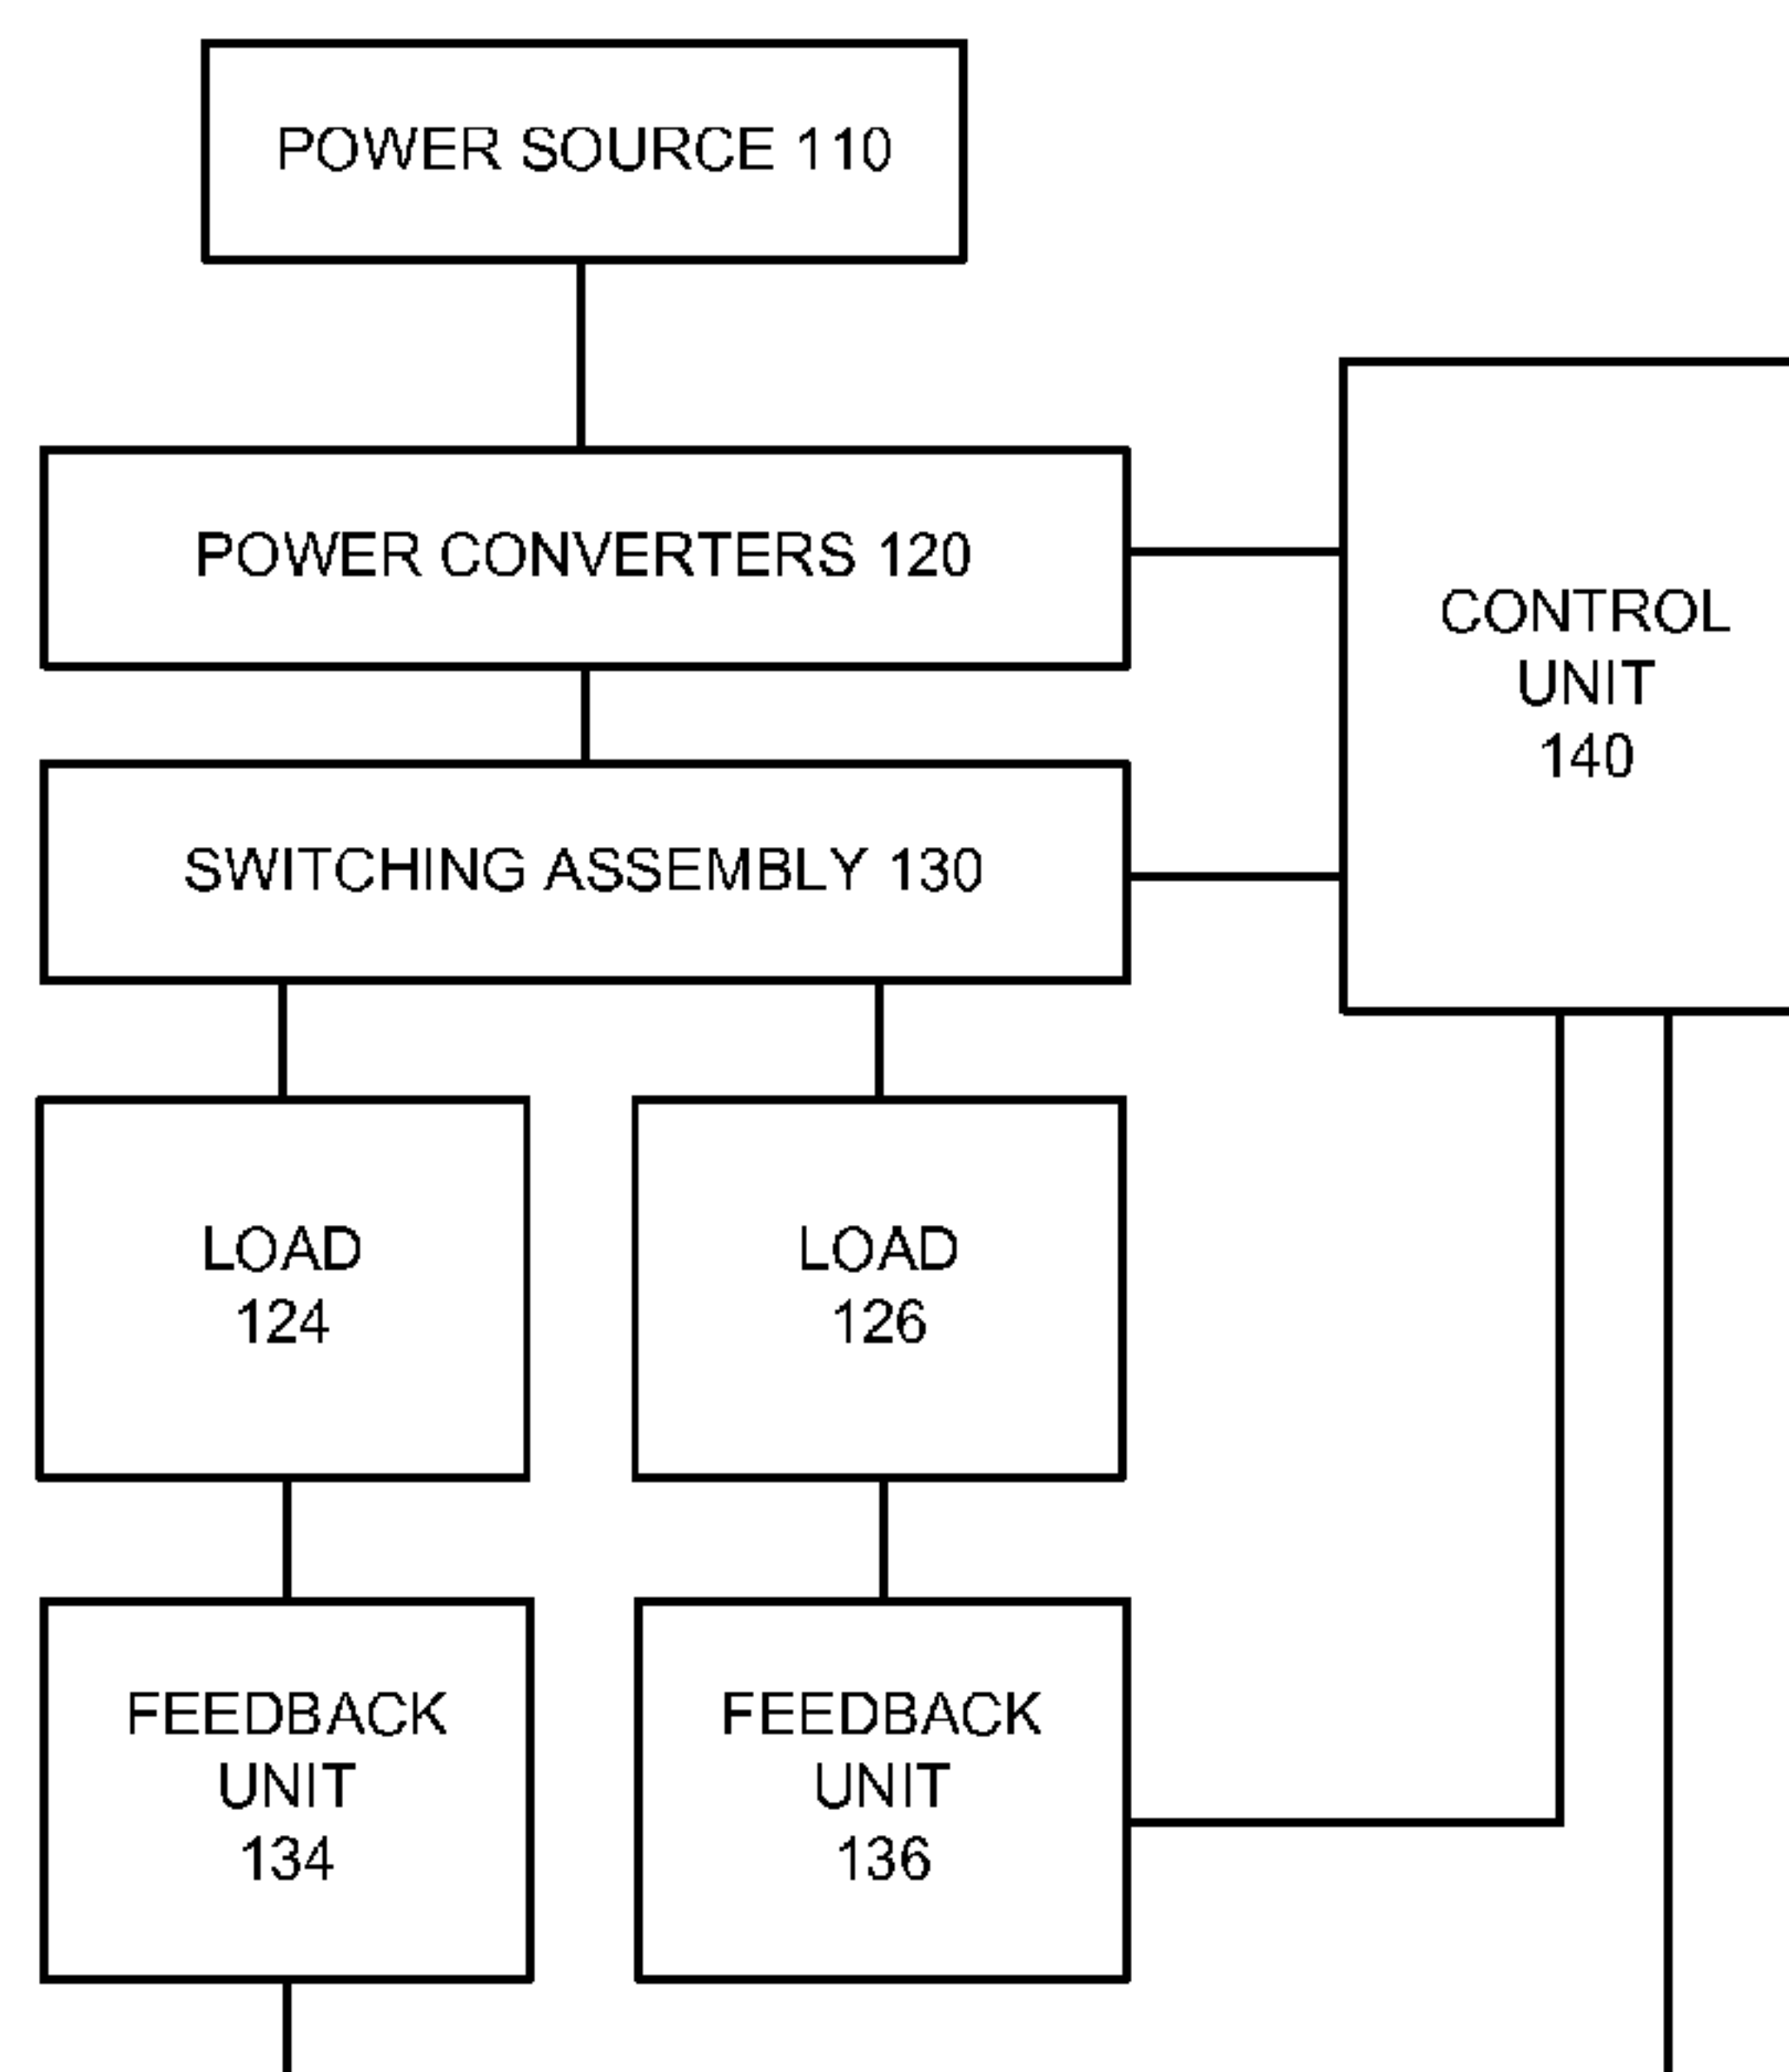 POWER SOURCE 110
POWER CONVERTERS 120
CONTROL
UNIT
140
SWITCHING ASSEMBLY 130
LOAD
124
LOAD
126
FEEDBACK
UNIT
134
FEEDBACK
UNIT
136